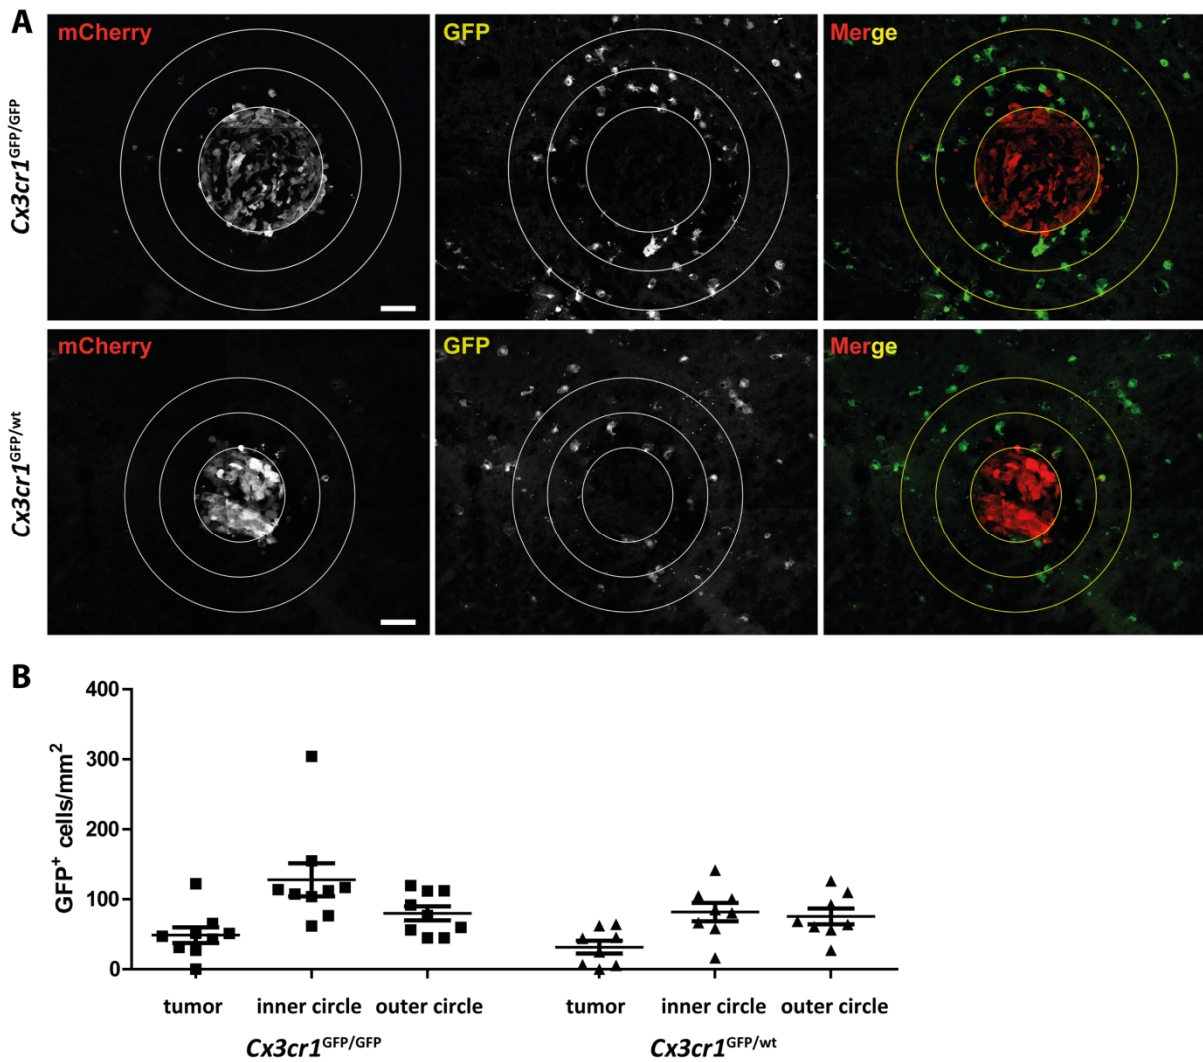 A
mCherry
GFP
Merge
Cx3cr1GFP/GFP
mCherry
GFP
Merge
Cx3cr1GFP/wt
B
GFP+ cells/mm2
400
300
200
100
0
tumor inner circle outer circle tumor inner circle outer circle
Cx3cr1GFP/GFP Cx3cr1GFP/wt